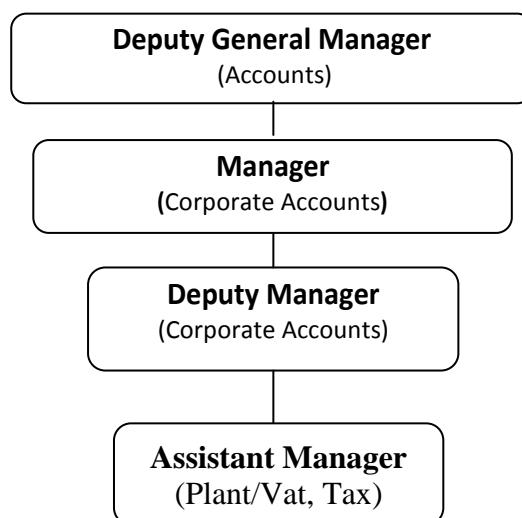 Deputy General Manager
(Accounts)
Manager
(Corporate Accounts)
Deputy Manager
(Corporate Accounts)
Assistant Manager
(Plant/Vat, Tax)